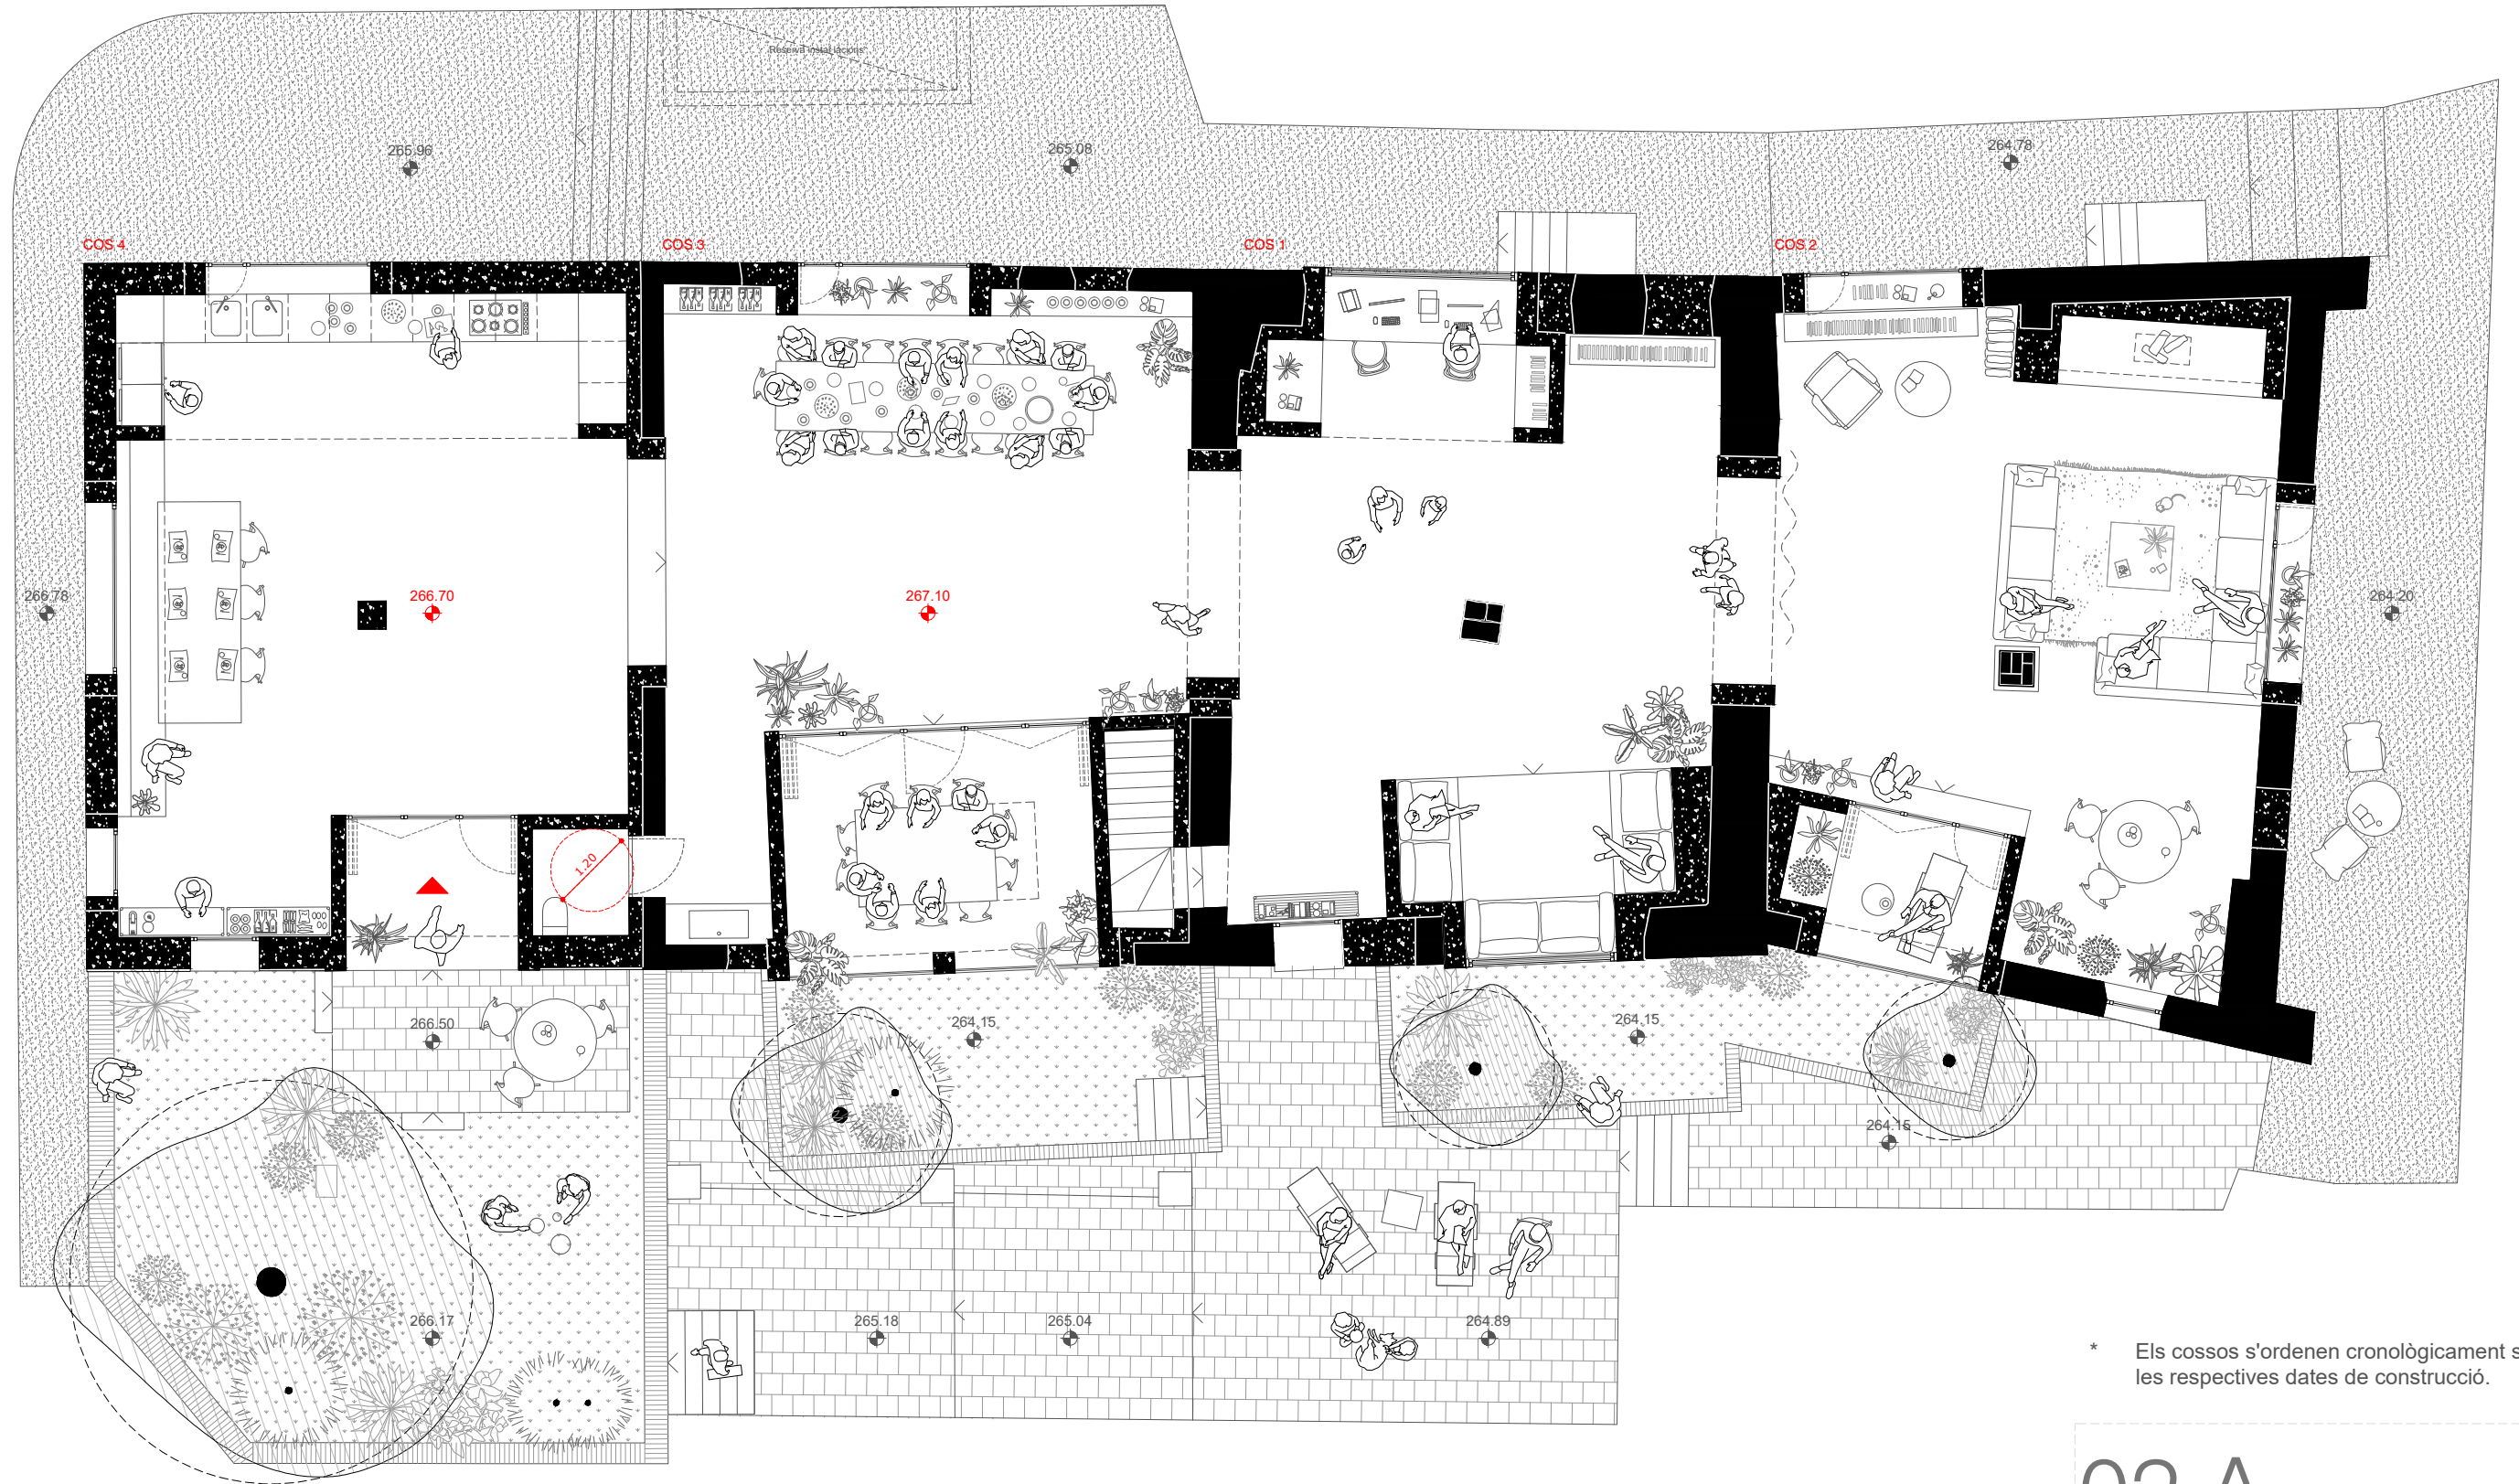 Reserva instal·lacions
265.96
265.08
264.78
COS 4
COS 3
COS 1
COS 2
266.78
266.70
267.10
264.20
1.20
266.50
264.15
264.15
264.15
266.17
265.18
265.04
264.89
* Els cossos s'ordenen cronològicament s
les respectives dates de construcció.